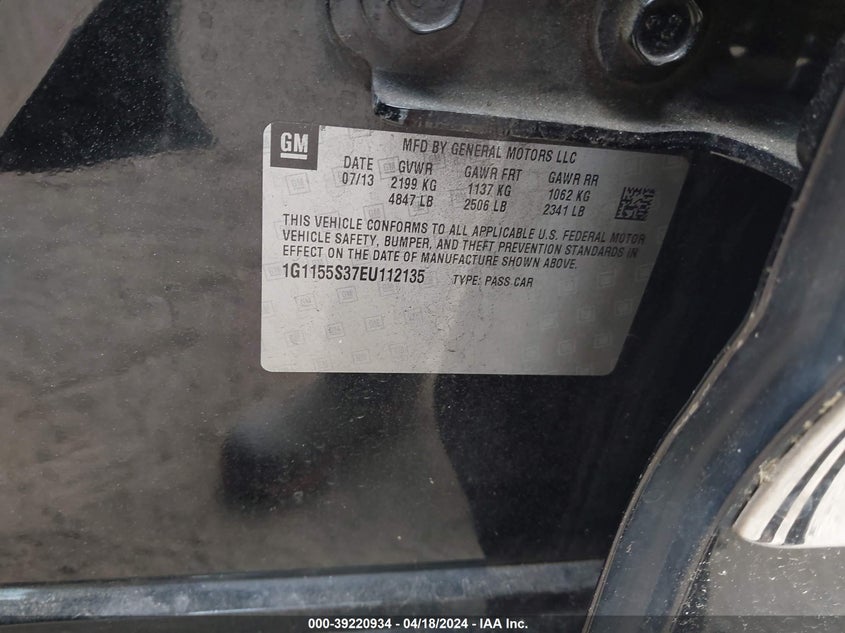 GM
MFD BY GENERAL MOTORS LLC
DATE GVWR GAWR FRT GAWR RR
07/13 2199 KG 1137 KG 1062 KG
4847 LB 2506 LB 2341 LB
THIS VEHICLE CONFORMS TO ALL APPLICABLE U.S. FEDERAL MOTOR
VEHICLE SAFETY, BUMPER, AND THEFT PREVENTION STANDARDS IN
EFFECT ON THE DATE OF MANUFACTURE SHOWN ABOVE.
1G1155S37EU112135 TYPE: PASS CAR
000-39220934 - 04/18/2024 - IAA Inc.